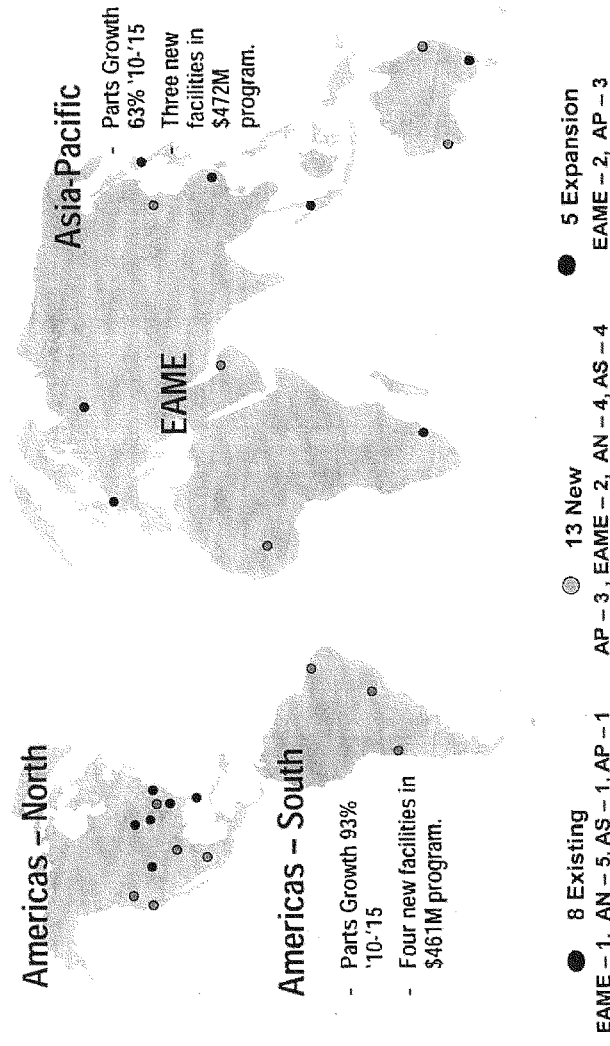 Americas – North
EAME
Asia-Pacific
- Parts Growth
63% '10-'15
- Three new
facilities in
$472M
program.
Americas – South
- Parts Growth 93%
'10-'15
- Four new facilities in
$461M program.
8 Existing
EAME – 1, AN – 5, AS – 1, AP – 1
13 New
AP – 3 , EAME – 2, AN – 4, AS – 4
5 Expansion
EAME – 2, AP – 3